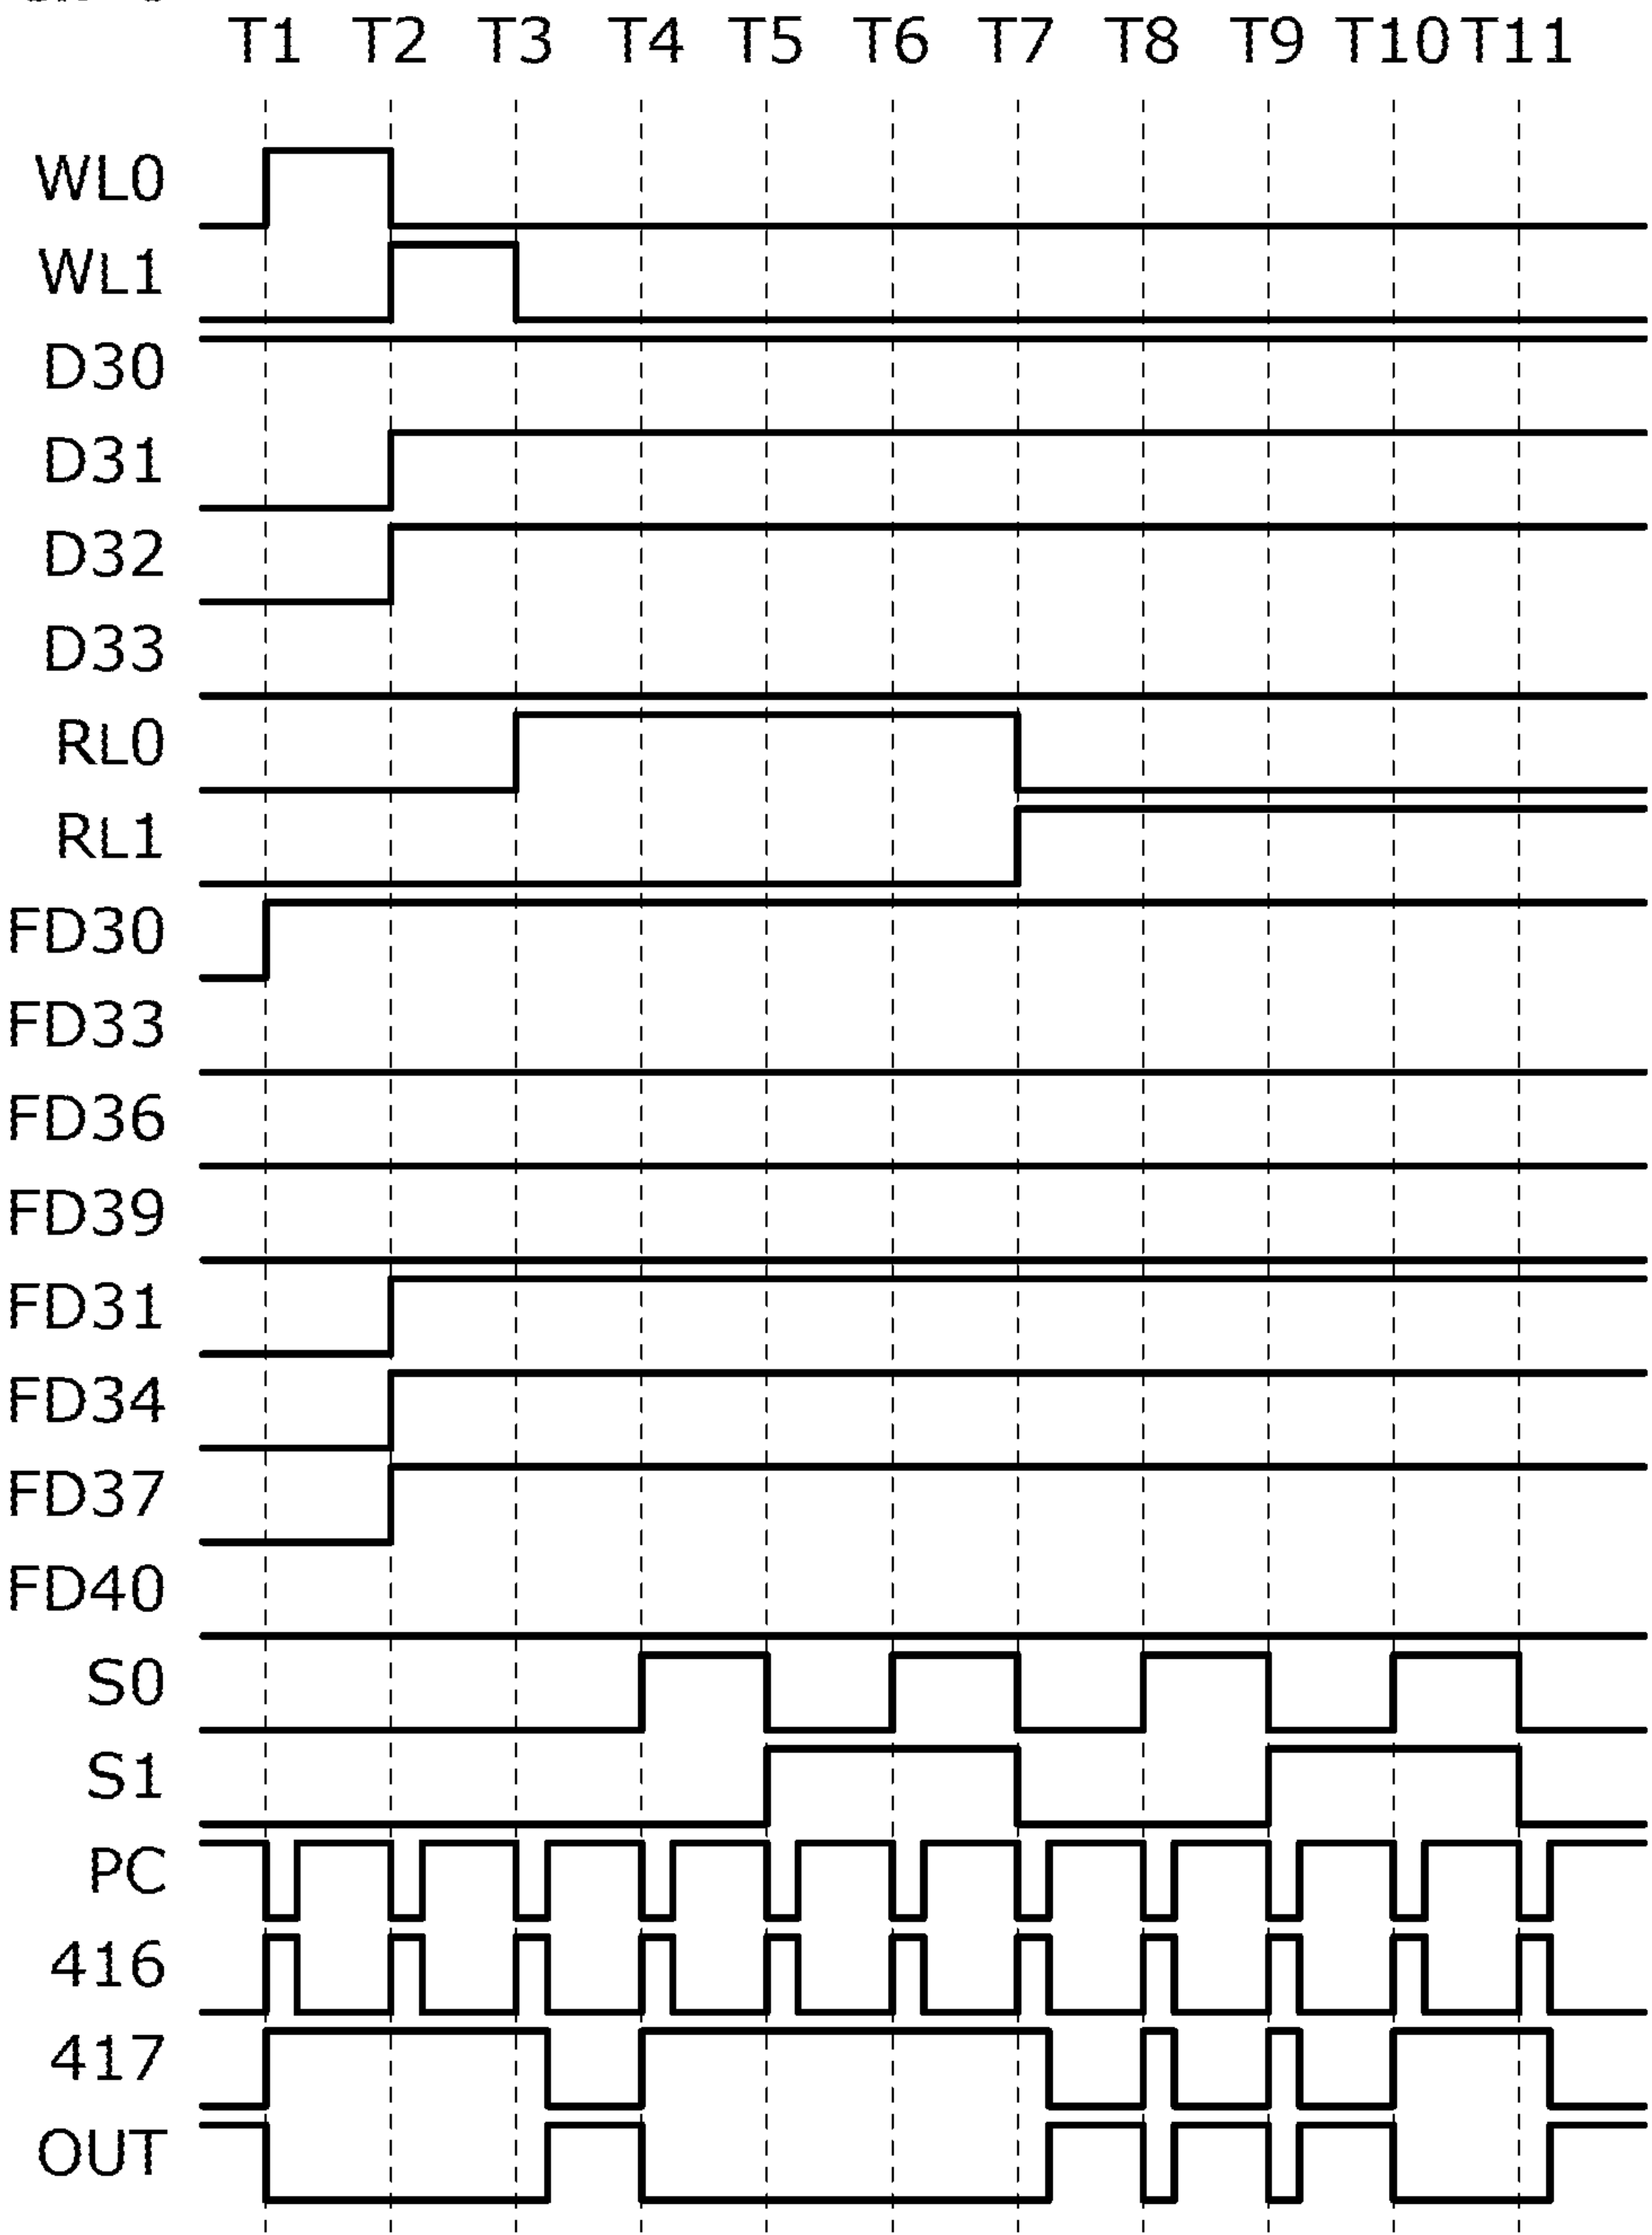 T1 T2 T3 T4 T5 T6 T7 T8 T9 T10 T11
WL0
WL1
D30
D31
D32
D33
RL0
RL1
FD30
FD33
FD36
FD39
FD31
FD34
FD37
FD40
S0
S1
PC
416
417
OUT